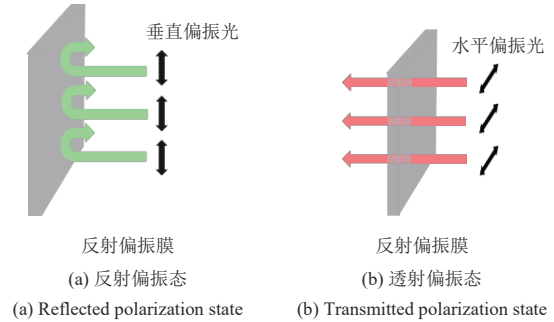 垂直偏振光
水平偏振光
反射偏振膜
反射偏振膜
(a) 反射偏振态
(b) 透射偏振态
(a) Reflected polarization state
(b) Transmitted polarization state